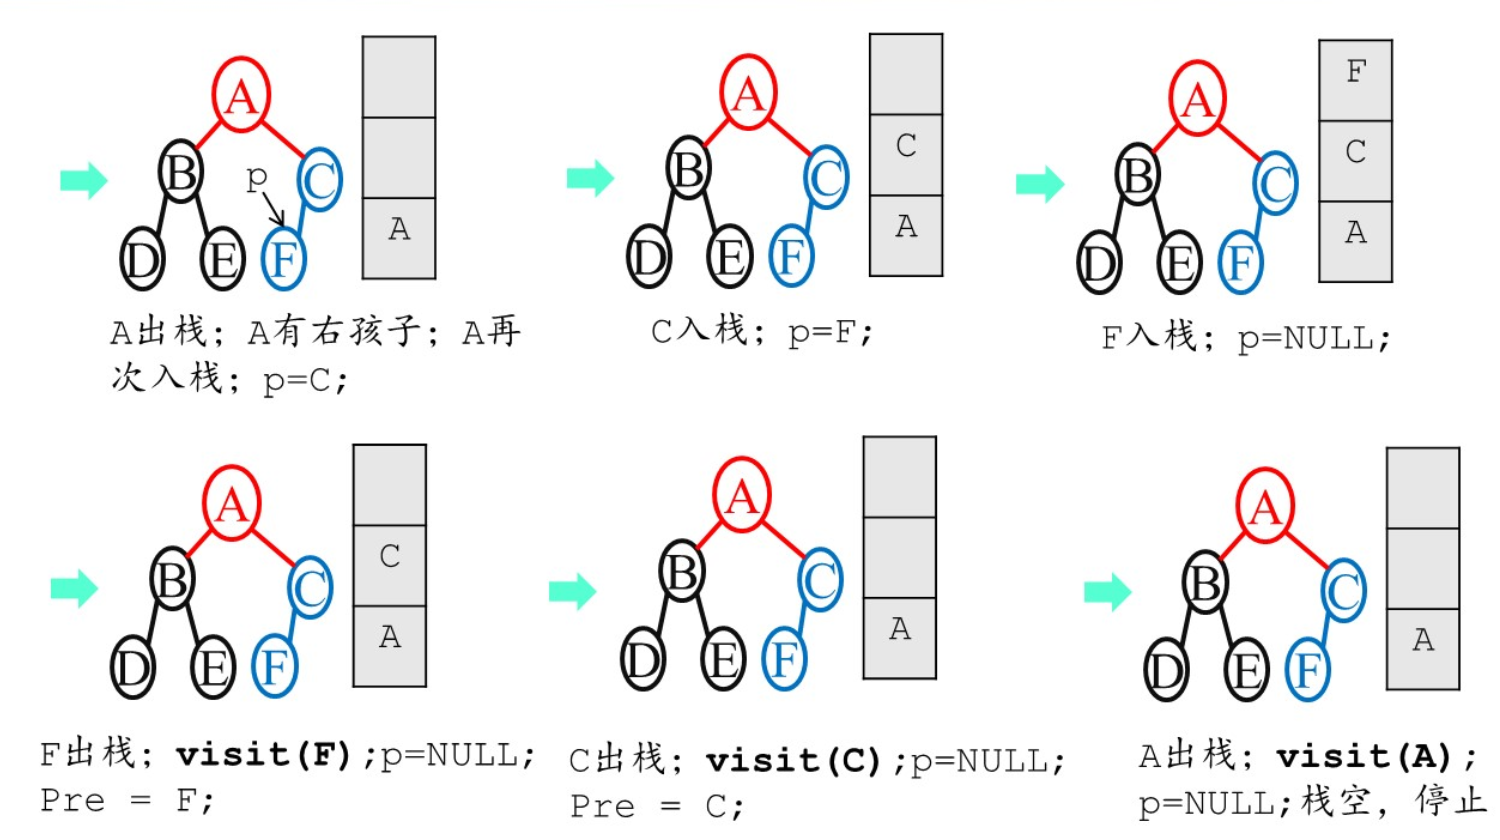 A
B
p
C
D
E
F
A
A出栈；A有右孩子；A再
次入栈；p=C;
A
B
C
D
E
F
C
A
C入栈；p=F;
A
B
C
D
E
F
F
C
A
F入栈；p=NULL;
A
B
C
D
E
F
C
A
F出栈；visit(F);p=NULL;
Pre = F;
A
B
C
D
E
F
A
C出栈；visit(C);p=NULL;
Pre = C;
A
B
C
D
E
F
A
A出栈；visit(A);
p=NULL;栈空，停止